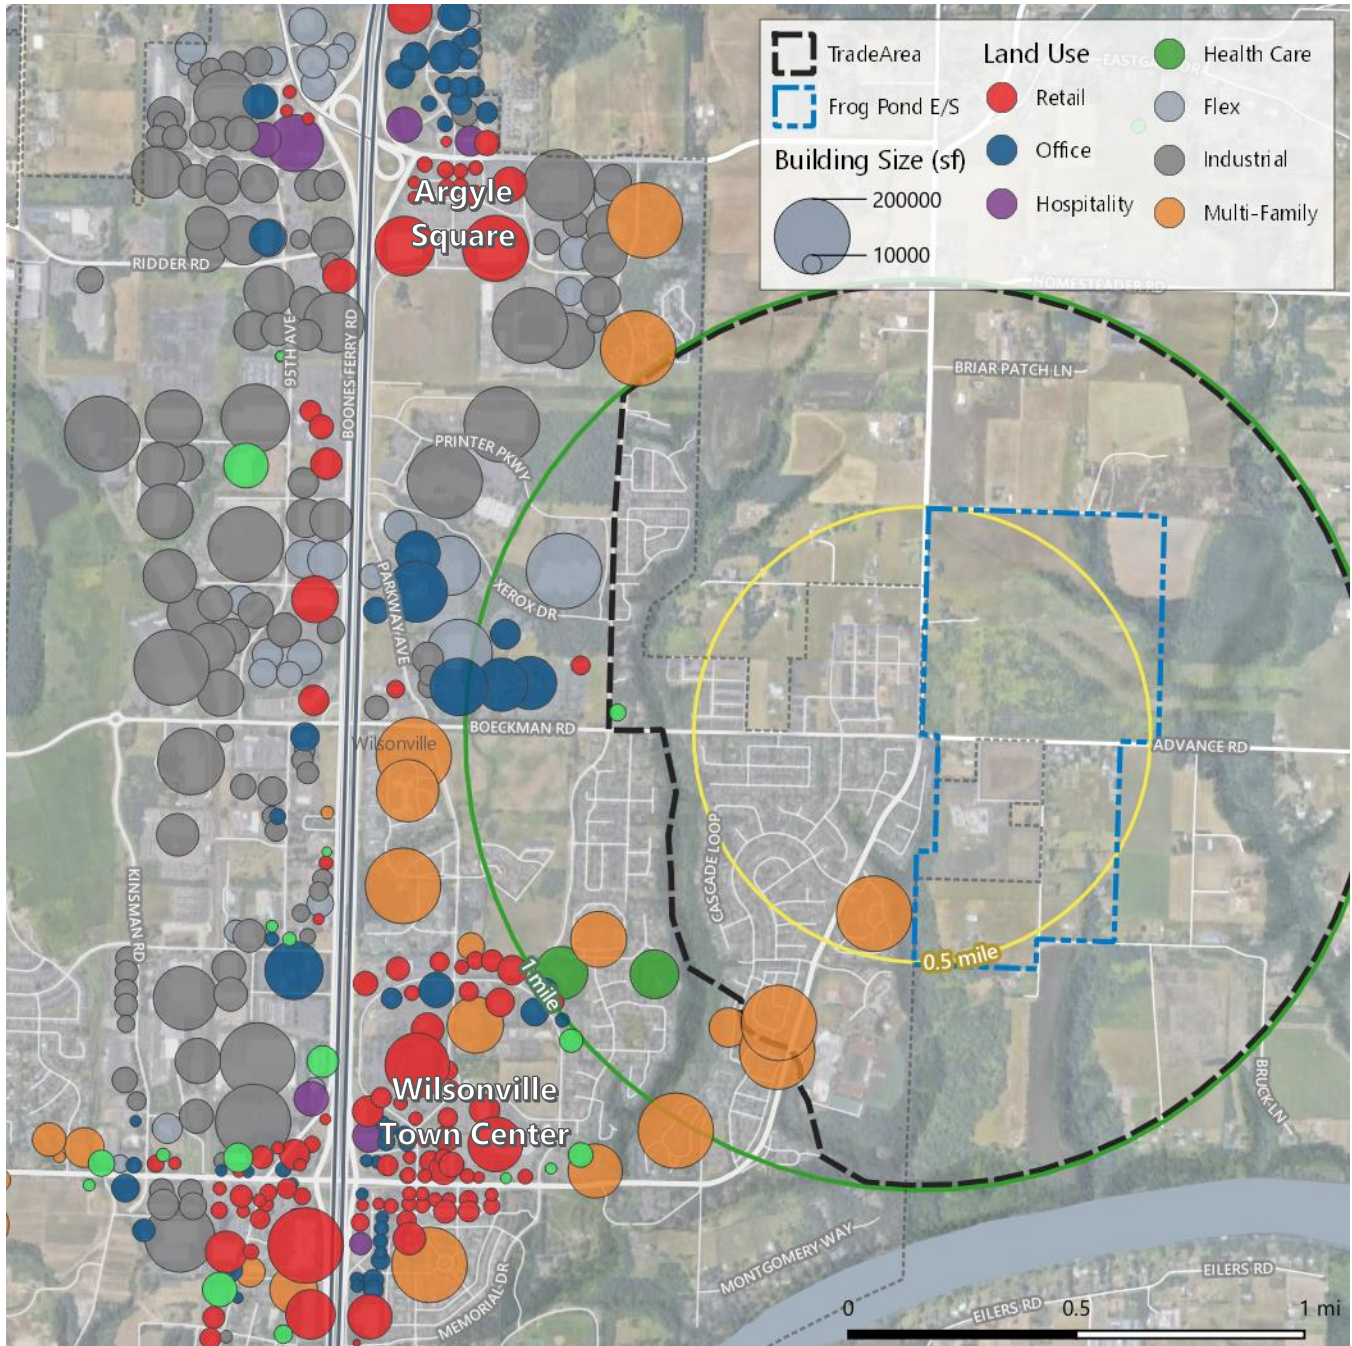 TradeArea
Frog Pond E/S
Building Size (sf)
200000
10000
Land Use
Retail
Office
Hospitality
Health Care
Flex
Industrial
Multi-Family
Argyle
Square
RIDDER RD
95TH AVE
BOONES FERRY RD
HOMESTEADER RD
BRIAR PATCH LN
PRINTER PKWY
PARKWAY AVE
XEROX DR
BOECKMAN RD
Wilsonville
ADVANCE RD
CASCADE LOOP
KINSMAN RD
0.5 mile
1 mile
Wilsonville
Town Center
BRUCK LN
MONTGOMERY WAY
MEMORIAL DR
EILERS RD
EILERS RD
0
0.5
1 mi